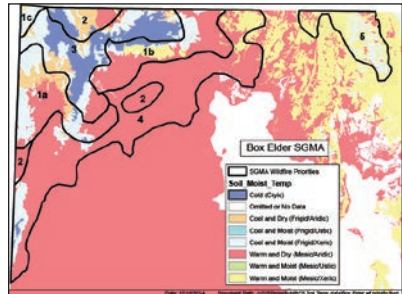 1c
2
3
1b
5
1a
2
4
2
Box Elder SGMA
SGMA Wildfire Priorities
Soil_Moist_Temp
Cold (Cryic)
Omitted or No Data
Cool and Dry (Frigid/Aridic)
Cool and Moist (Frigid/Ustic)
Cool and Moist (Frigid/Xeric)
Warm and Dry (Mesic/Aridic)
Warm and Moist (Mesic/Ustic)
Warm and Moist (Mesic/Xeric)